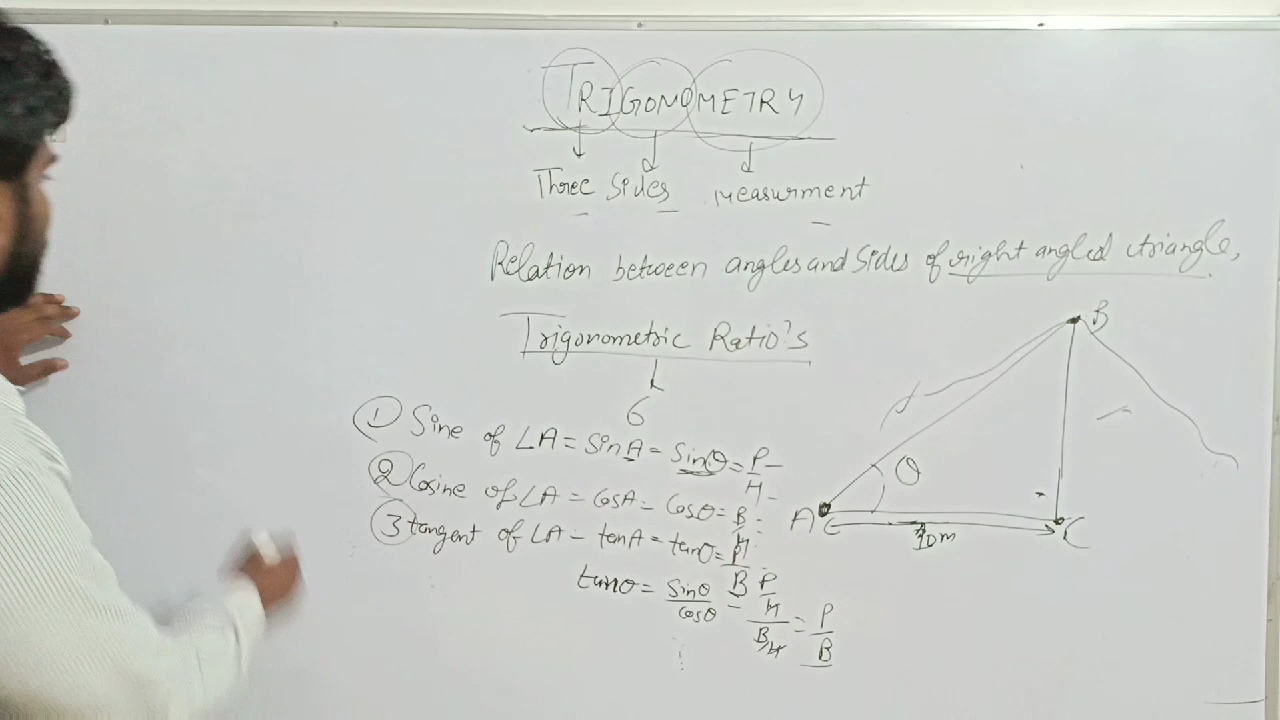 TRIGONOMETRY
Three Sides Measurment
Relation between angles and sides of right angled triangle,
Trigonometric Ratio's
6
① Sine of ∠A = sinA = sinθ = P/H
② Cosine of ∠A = cosA = cosθ = B/H
③ tangent of ∠A = tanA = tanθ = P/B
tanθ = sinθ/cosθ = P/H / B/H = P/B
B
θ
A
C
10m